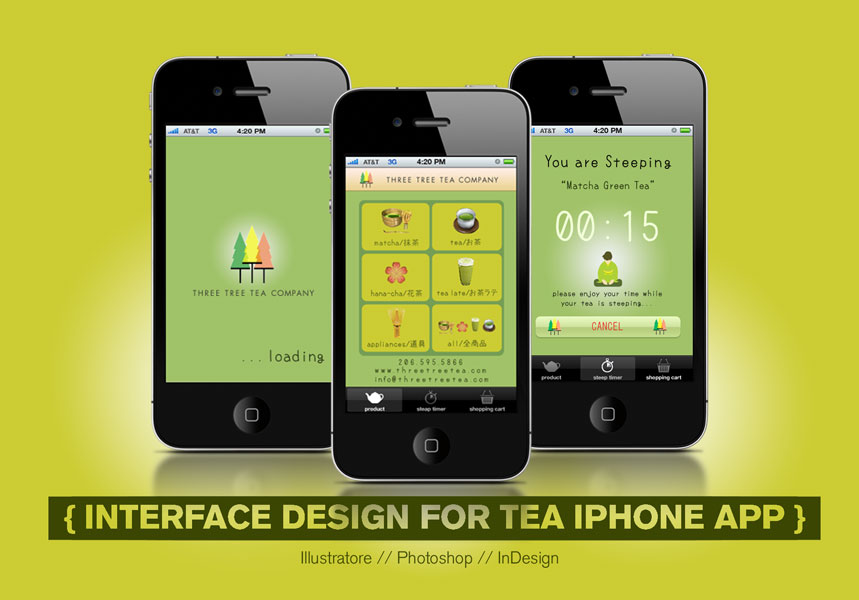 AT&T 3G 4:20 PM
THREE TREE TEA COMPANY
...loading
AT&T 3G 4:20 PM
THREE TREE TEA COMPANY
matcha/抹茶
tea/お茶
hana-cha/花茶
tea late/お茶ラテ
appliances/道具
all/全商品
206.595.5866
www.threetreetea.com
info@threetreetea.com
product
steep timer
shopping cart
AT&T 3G 4:20 PM
You are Steeping
"Matcha Green Tea"
00:15
please enjoy your time while
your tea is steeping...
CANCEL
product
steep timer
shopping cart
{ INTERFACE DESIGN FOR TEA IPHONE APP }
Illustratore // Photoshop // InDesign